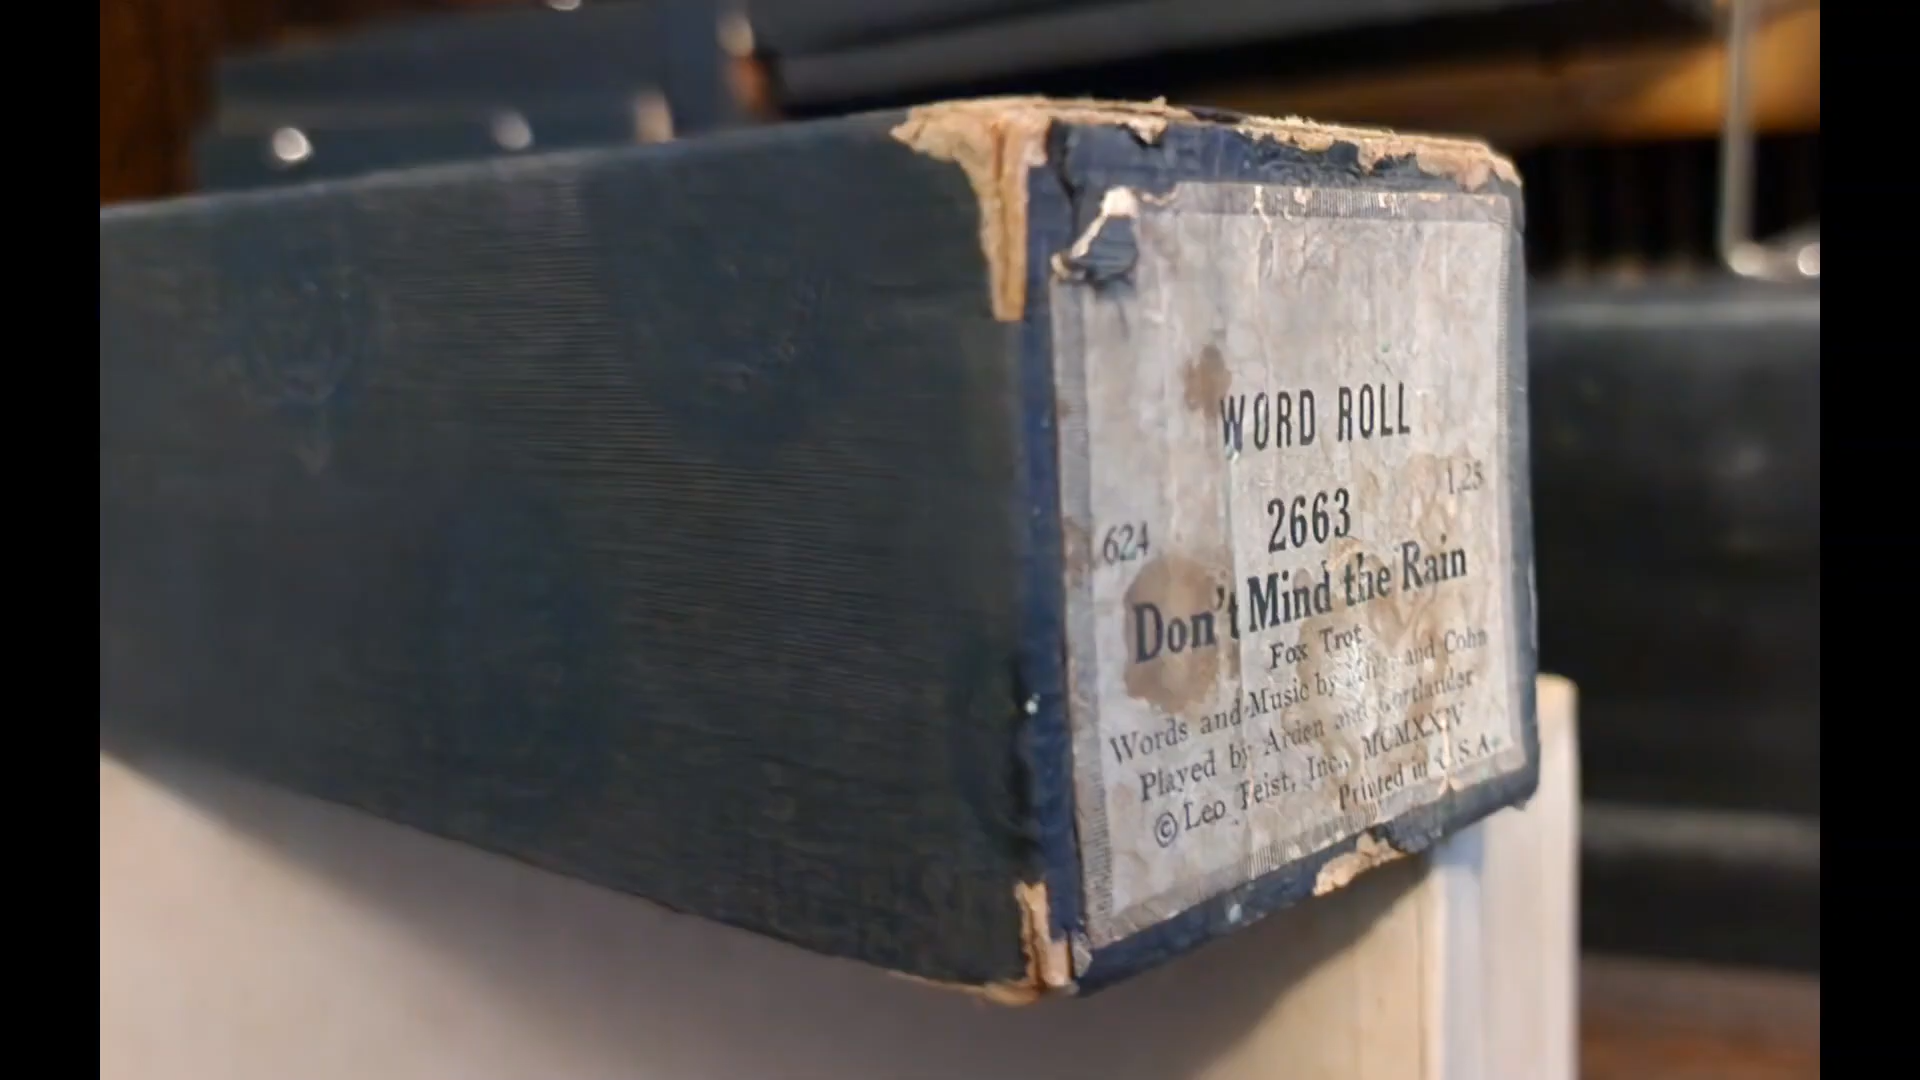 WORD ROLL
1.25
2663
624
Don't Mind the Rain
Fox Trot
Words and Music by and Cohn
Played by Arden and Cortlander
© Leo Feist, Inc., MCMXXIV
Printed in U.S.A.